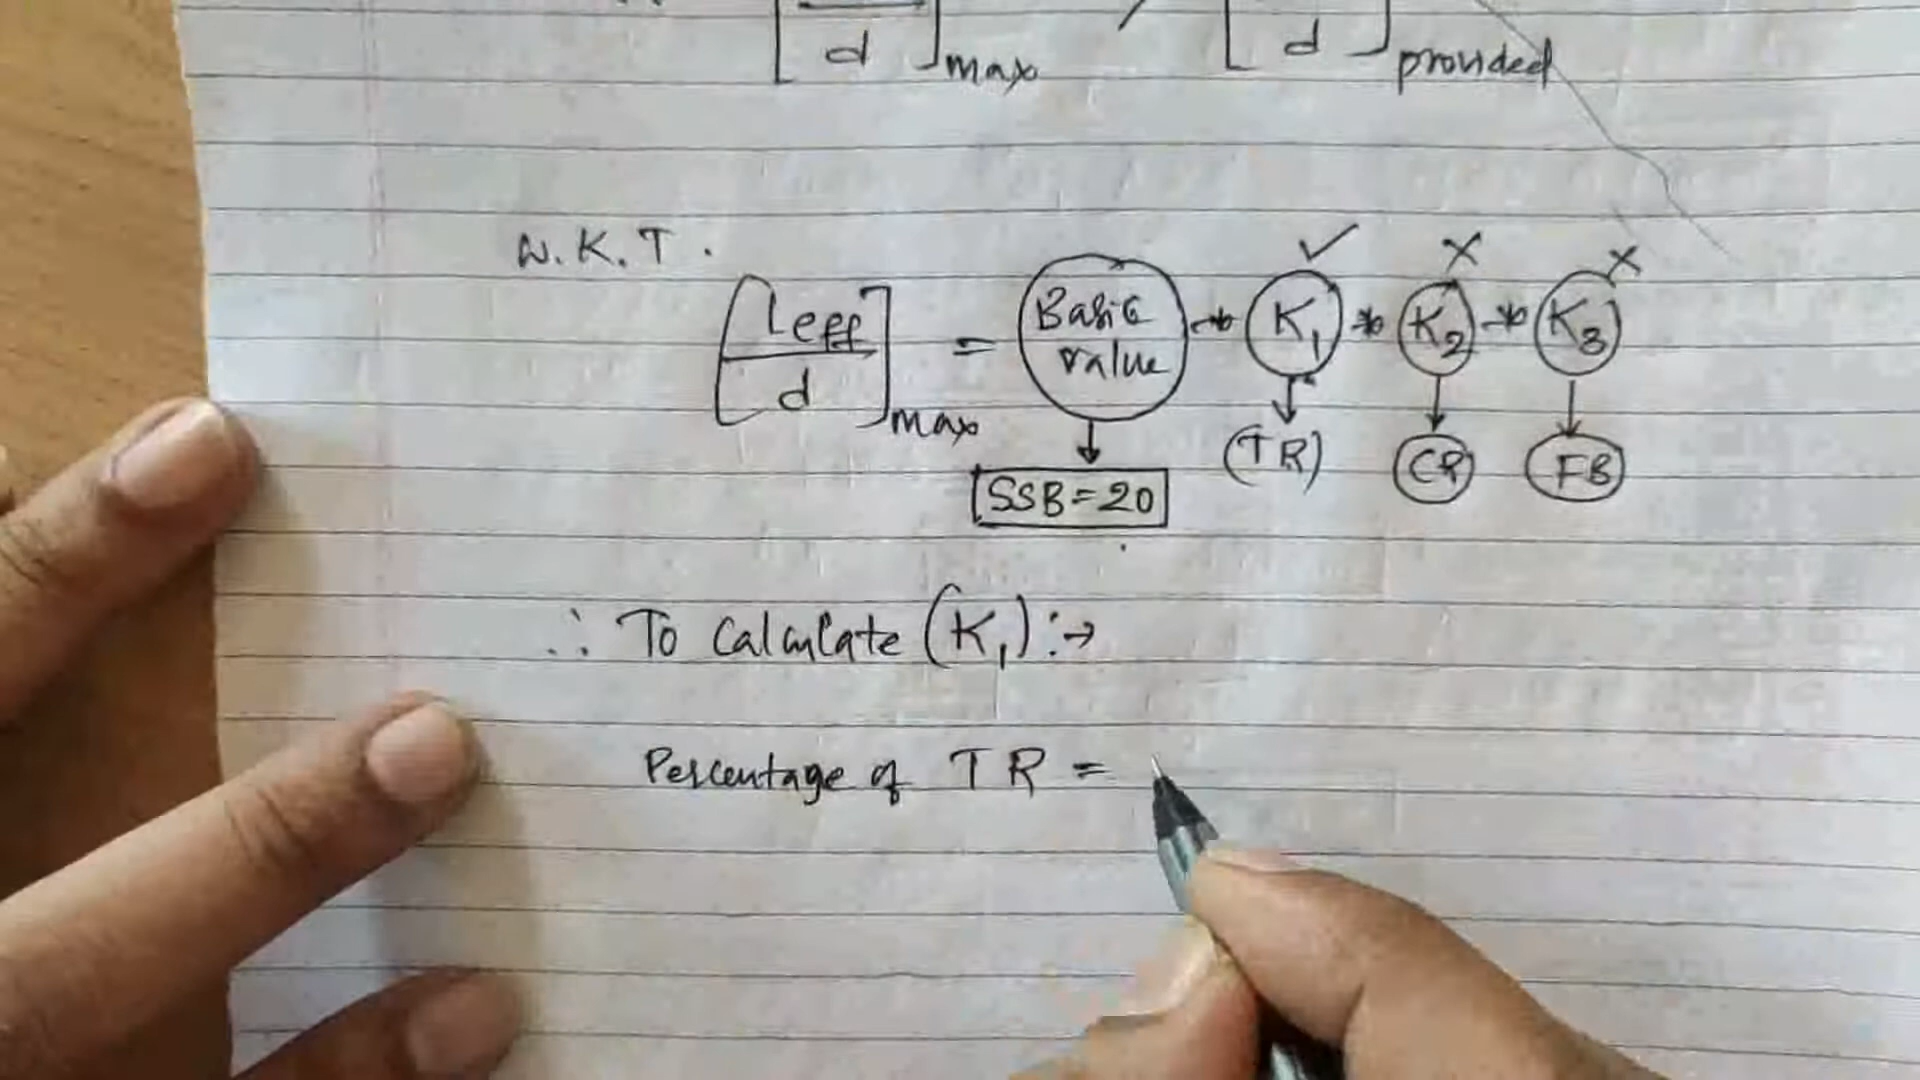 [ d ]max / [ d ]provided
W.K.T.
[leff/d]max = Basic value * K1 * K2 * K3
✓ × ×
SSB=20 (TR) CR FB
∴ To Calculate (K1):→
Percentage of TR =